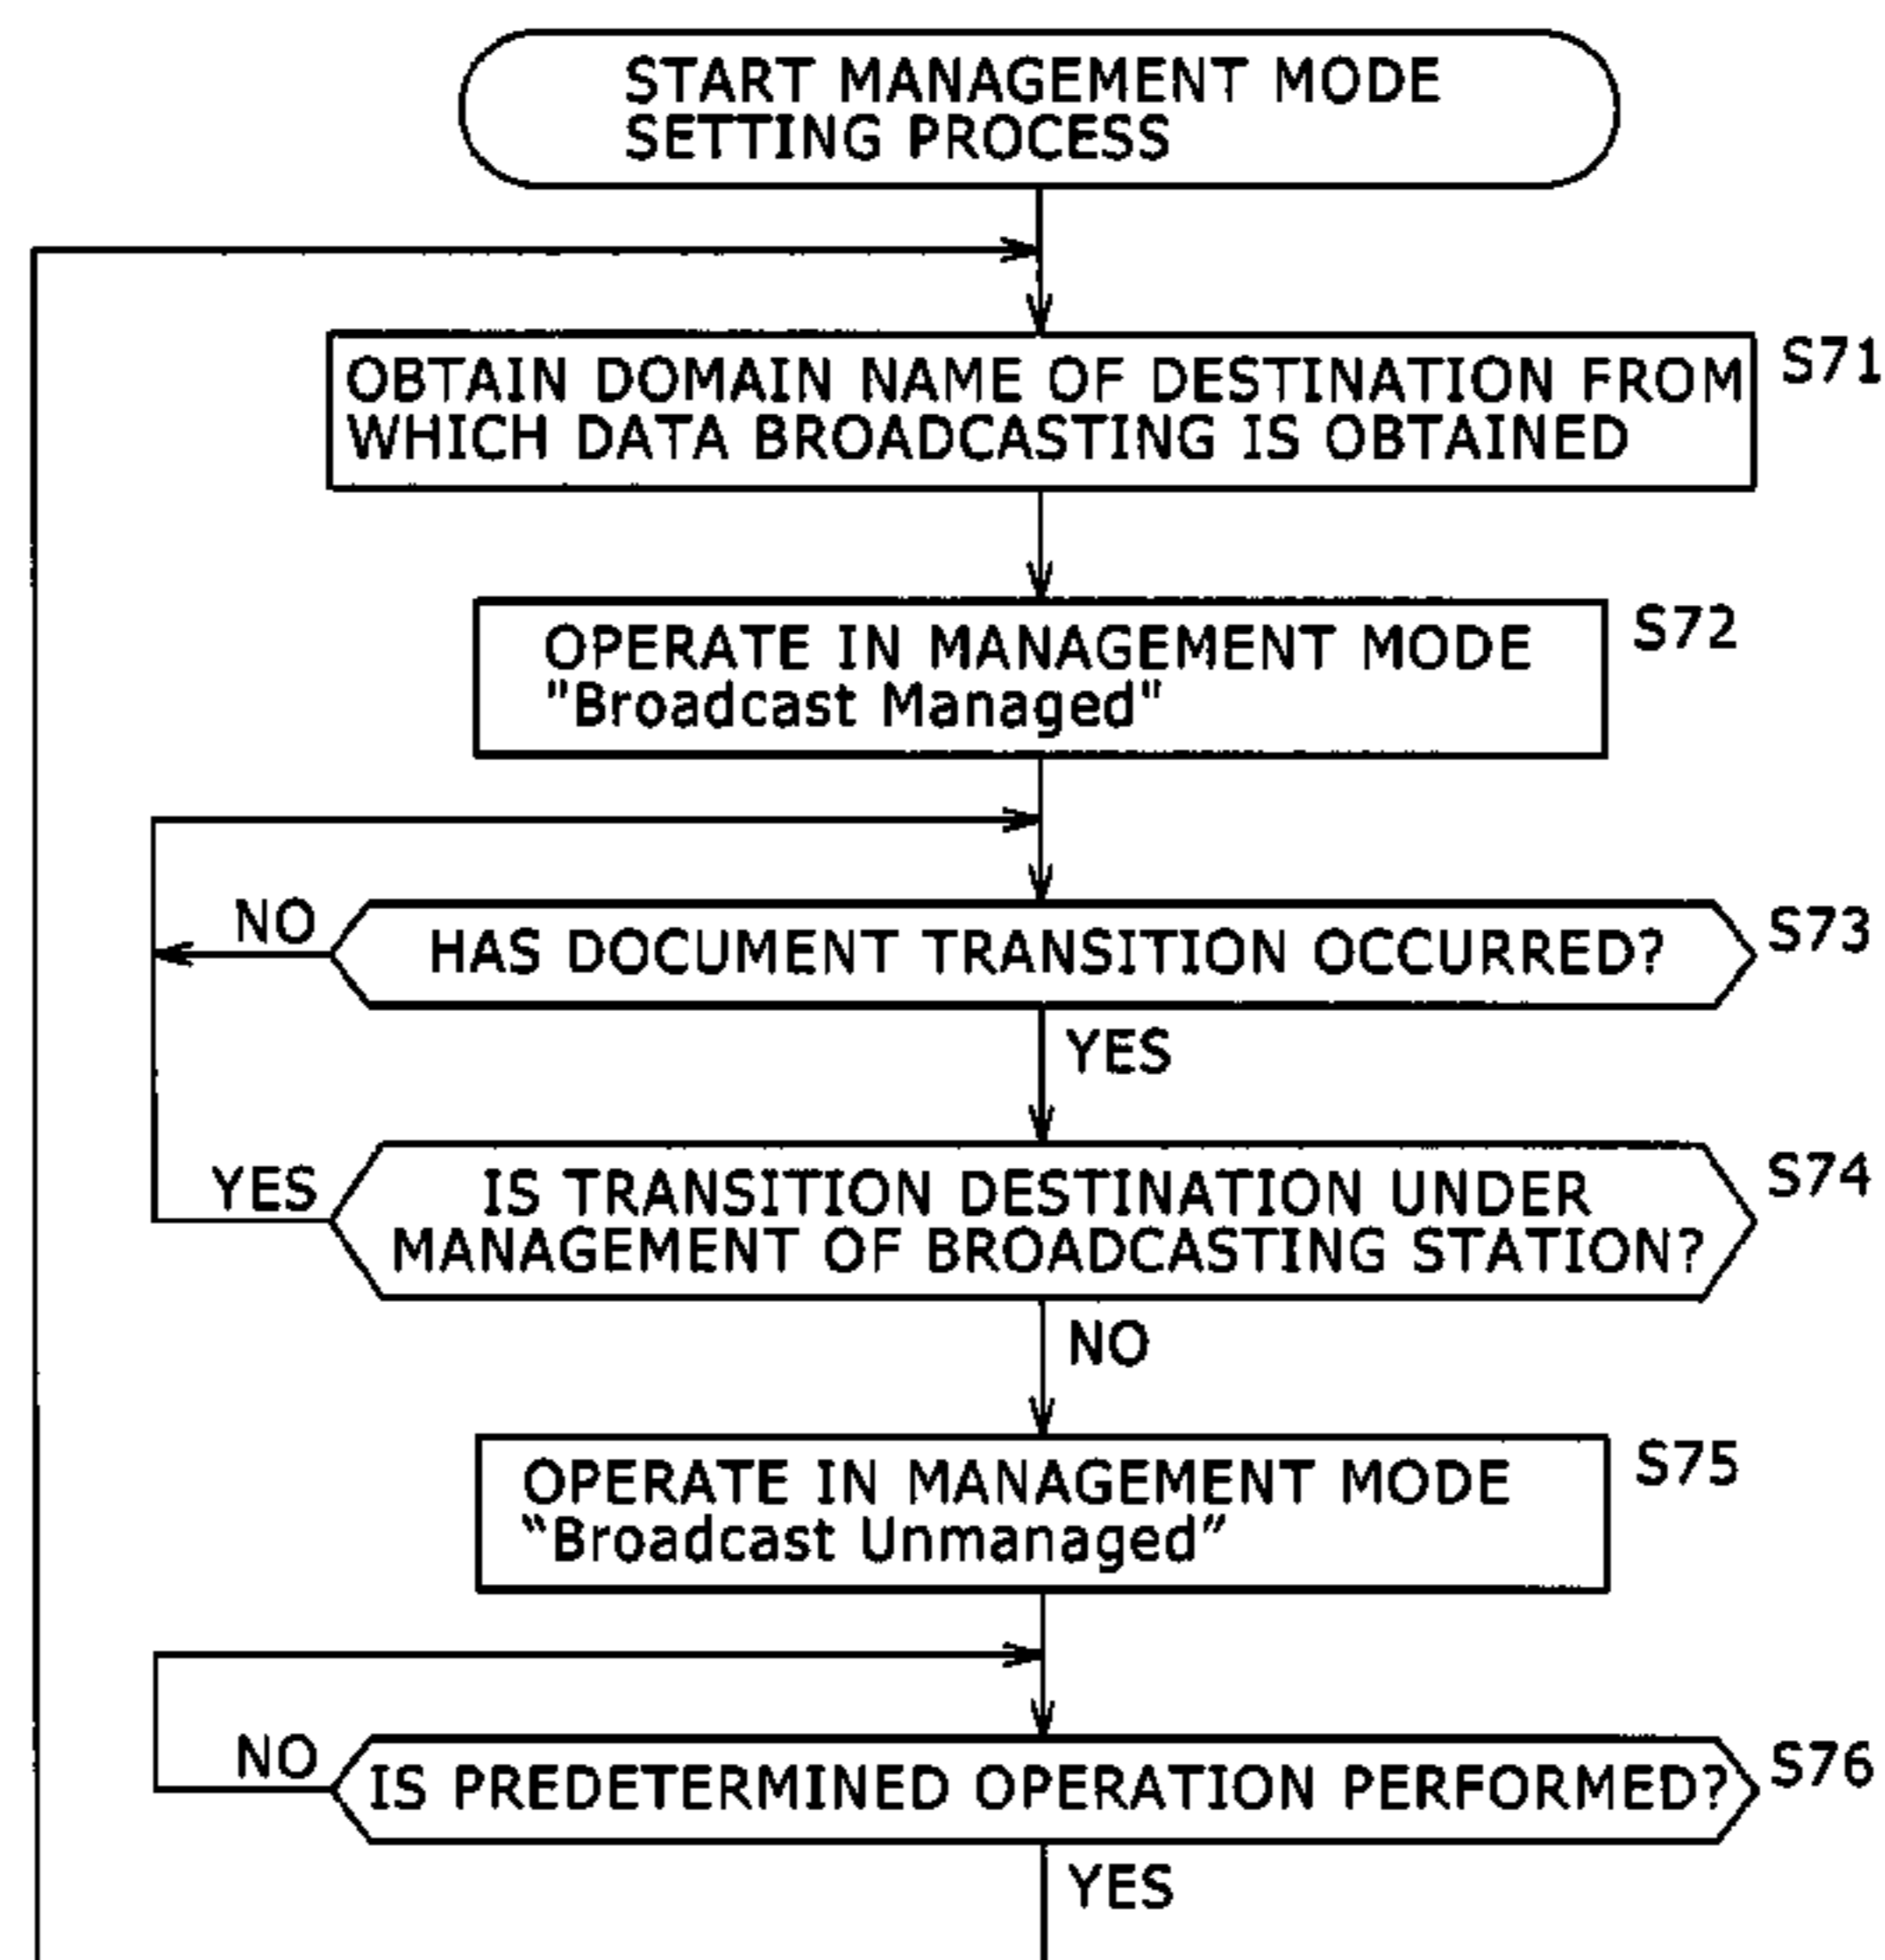 START MANAGEMENT MODE
SETTING PROCESS
OBTAIN DOMAIN NAME OF DESTINATION FROM
WHICH DATA BROADCASTING IS OBTAINED
S71
OPERATE IN MANAGEMENT MODE
"Broadcast Managed"
S72
NO
HAS DOCUMENT TRANSITION OCCURRED?
S73
YES
YES
IS TRANSITION DESTINATION UNDER
MANAGEMENT OF BROADCASTING STATION?
S74
NO
OPERATE IN MANAGEMENT MODE
“Broadcast Unmanaged”
S75
NO
IS PREDETERMINED OPERATION PERFORMED?
S76
YES